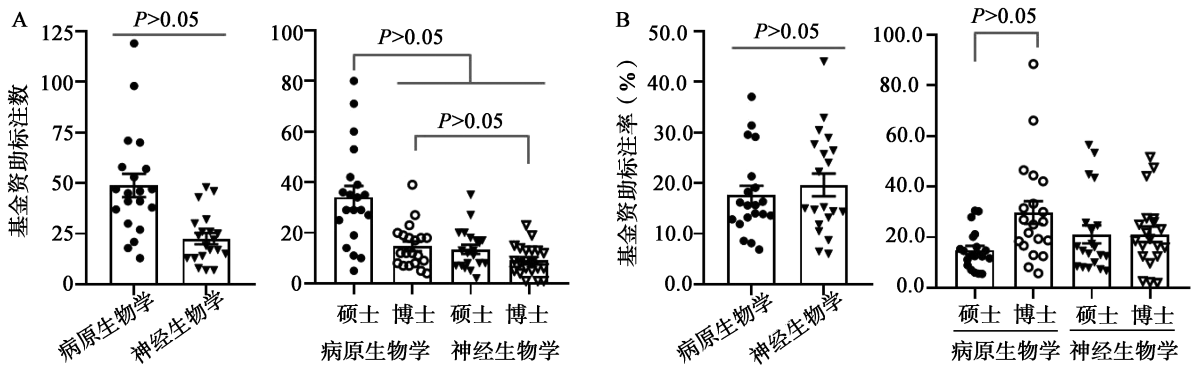 A
P>0.05
125
100
75
50
25
0
基金资助标注数
病原生物学
神经生物学
100
80
60
40
20
0
P>0.05
P>0.05
硕士 博士 硕士 博士
病原生物学 神经生物学
B
P>0.05
50.0
40.0
30.0
20.0
10.0
0.0
基金资助标注率(%)
病原生物学
神经生物学
100.0
80.0
60.0
40.0
20.0
0.0
P>0.05
硕士 博士 硕士 博士
病原生物学 神经生物学